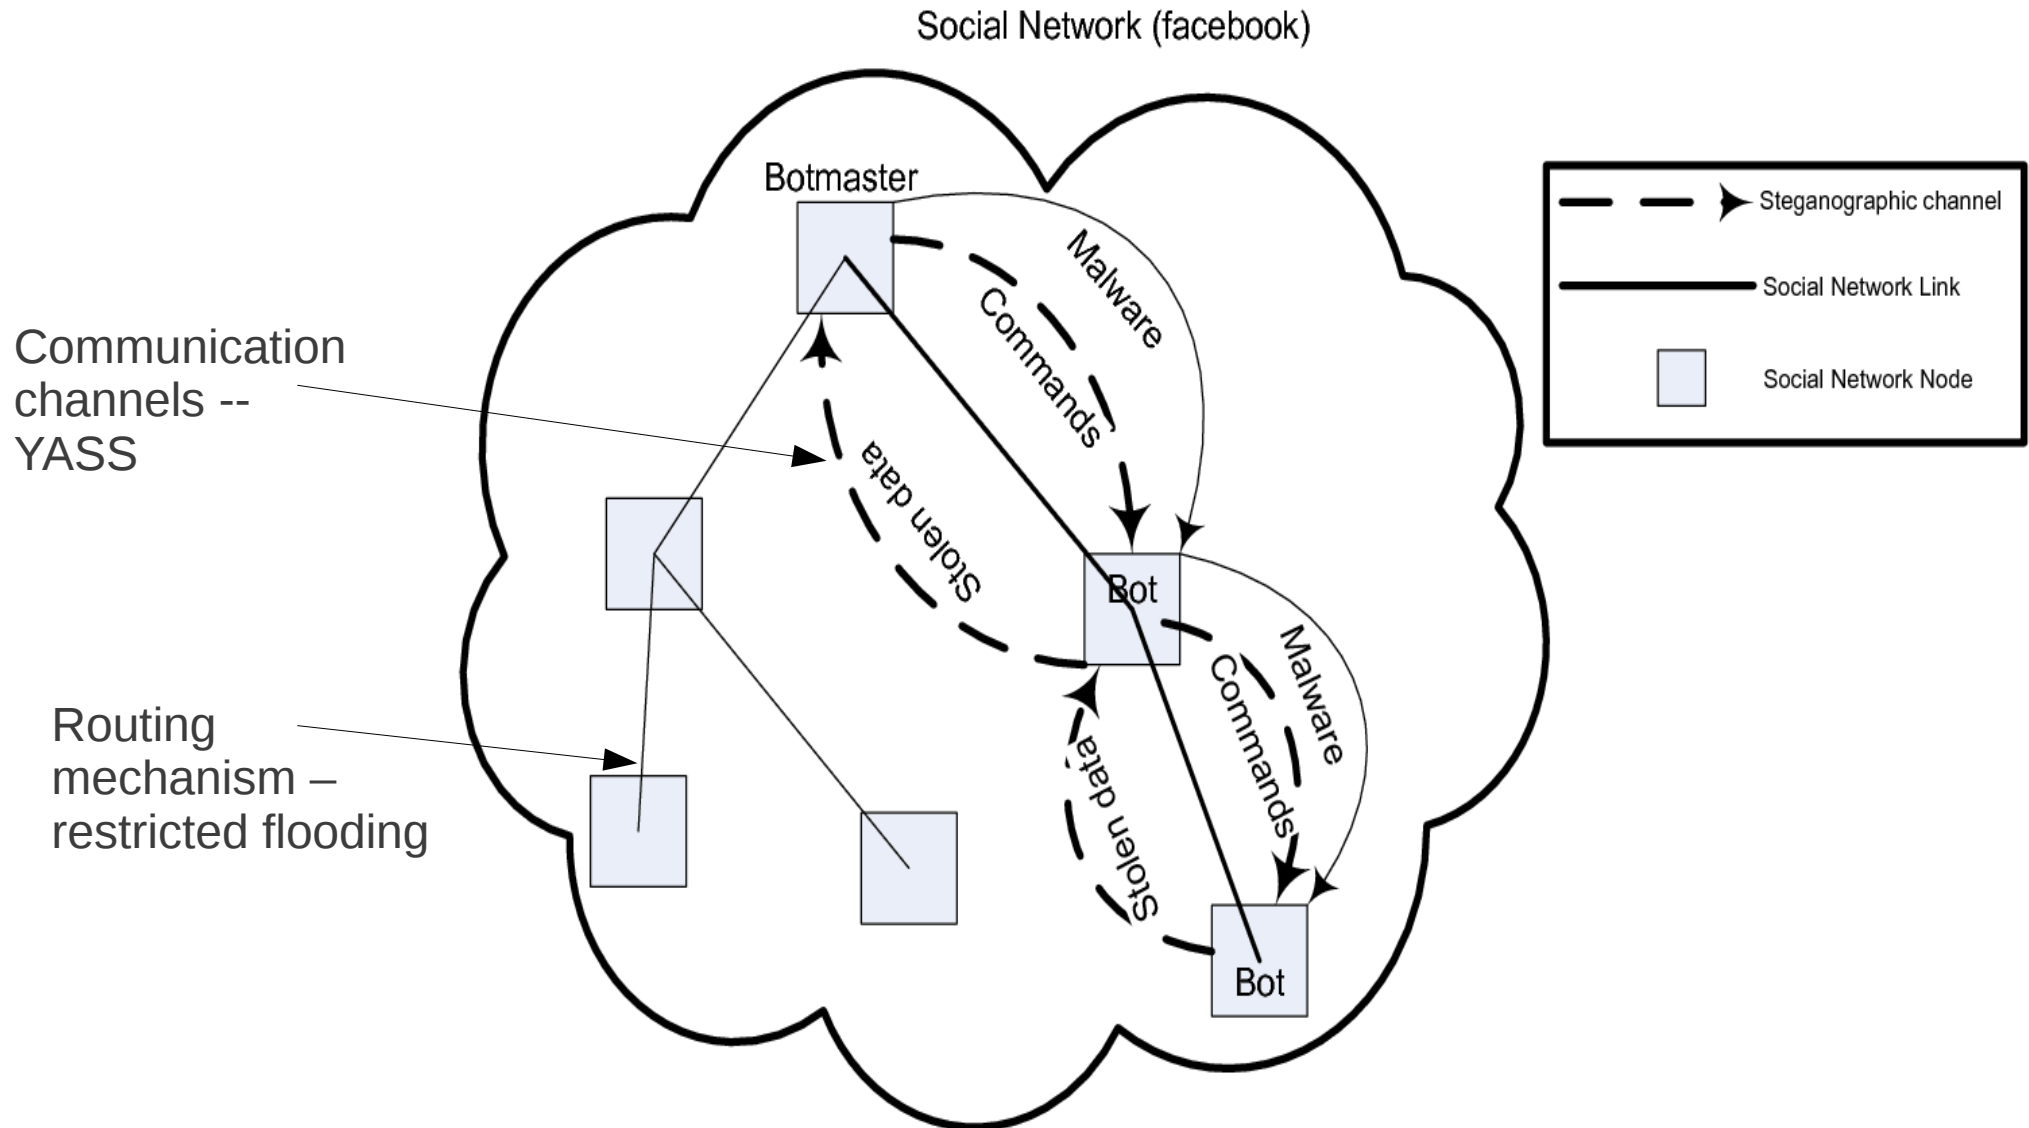 Social Network (facebook)
Botmaster
Steganographic channel
Social Network Link
Social Network Node
Malware
Commands
Communication
channels --
YASS
Stolen data
Bot
Malware
Commands
Stolen data
Routing
mechanism –
restricted flooding
Bot